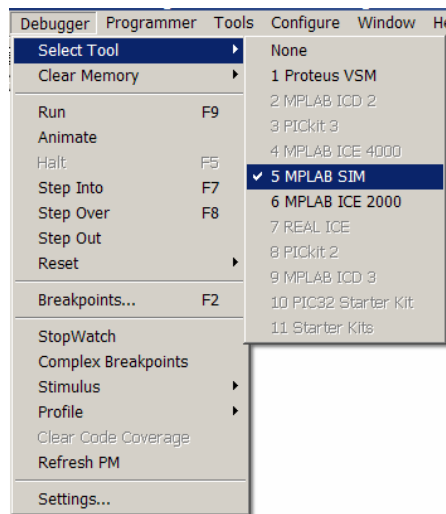 Debugger Programmer Tools Configure Window
Select Tool
Clear Memory
Run F9
Animate
Halt F5
Step Into F7
Step Over F8
Step Out
Reset
Breakpoints... F2
StopWatch
Complex Breakpoints
Stimulus
Profile
Clear Code Coverage
Refresh PM
Settings...
None
1 Proteus VSM
2 MPLAB ICD 2
3 PICkit 3
4 MPLAB ICE 4000
5 MPLAB SIM
6 MPLAB ICE 2000
7 REAL ICE
8 PICkit 2
9 MPLAB ICD 3
10 PIC32 Starter Kit
11 Starter Kits